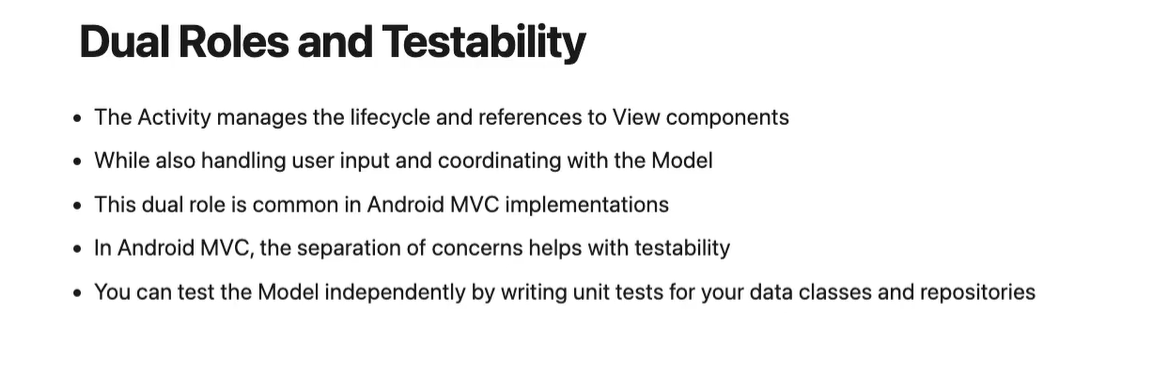 Dual Roles and Testability
• The Activity manages the lifecycle and references to View components
• While also handling user input and coordinating with the Model
• This dual role is common in Android MVC implementations
• In Android MVC, the separation of concerns helps with testability
• You can test the Model independently by writing unit tests for your data classes and repositories